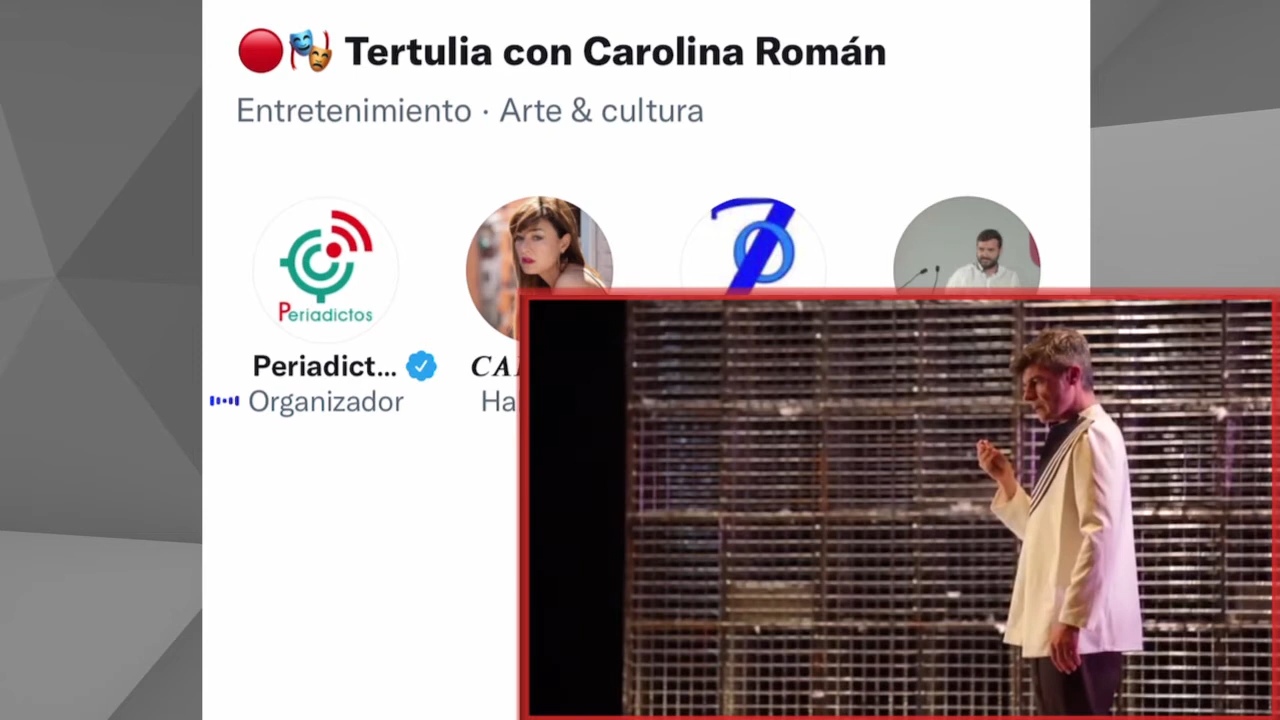 Tertulia con Carolina Román
Entretenimiento · Arte & cultura
Periadictos
Periadict...
Organizador